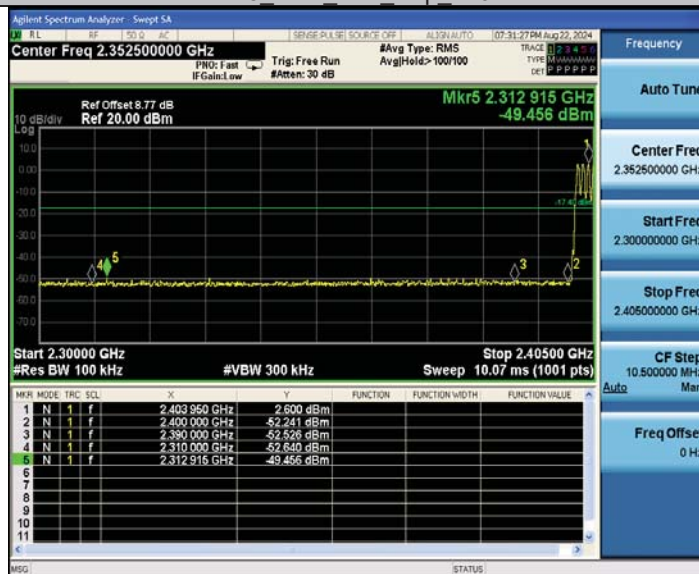 Agilent Spectrum Analyzer - Swept SA
RL RF 50 Ω AC SENSE:PULSE SOURCE OFF ALIGN AUTO 07:31:27 PM Aug 22, 2024
Center Freq 2.352500000 GHz
PNO: Fast
IFGain:Low
Trig: Free Run
#Atten: 30 dB
#Avg Type: RMS
Avg|Hold:> 100/100
TRACE 1 2 3 4 5 6
TYPE M
DET P P P P P P
Frequency
Auto Tune
Center Freq
2.352500000 GHz
Start Freq
2.300000000 GHz
Stop Freq
2.405000000 GHz
CF Step
10.500000 MHz
Auto Man
Freq Offset
0 Hz
Mkr5 2.312 915 GHz
-49.456 dBm
Ref Offset 8.77 dB
10 dB/div Ref 20.00 dBm
Log
10.0
0.00
-10.0
-20.0
-30.0
-40.0
-50.0
-60.0
-70.0
1
4 5 3 2
Start 2.30000 GHz Stop 2.40500 GHz
#Res BW 100 kHz #VBW 300 kHz Sweep 10.07 ms (1001 pts)
MKR MODE TRC SCL X Y FUNCTION FUNCTION WIDTH FUNCTION VALUE
1 N 1 f 2.403 950 GHz 2.600 dBm
2 N 1 f 2.400 000 GHz -52.241 dBm
3 N 1 f 2.390 000 GHz -52.526 dBm
4 N 1 f 2.310 000 GHz -52.640 dBm
5 N 1 f 2.312 915 GHz -49.456 dBm
6
7
8
9
10
11
MSG STATUS